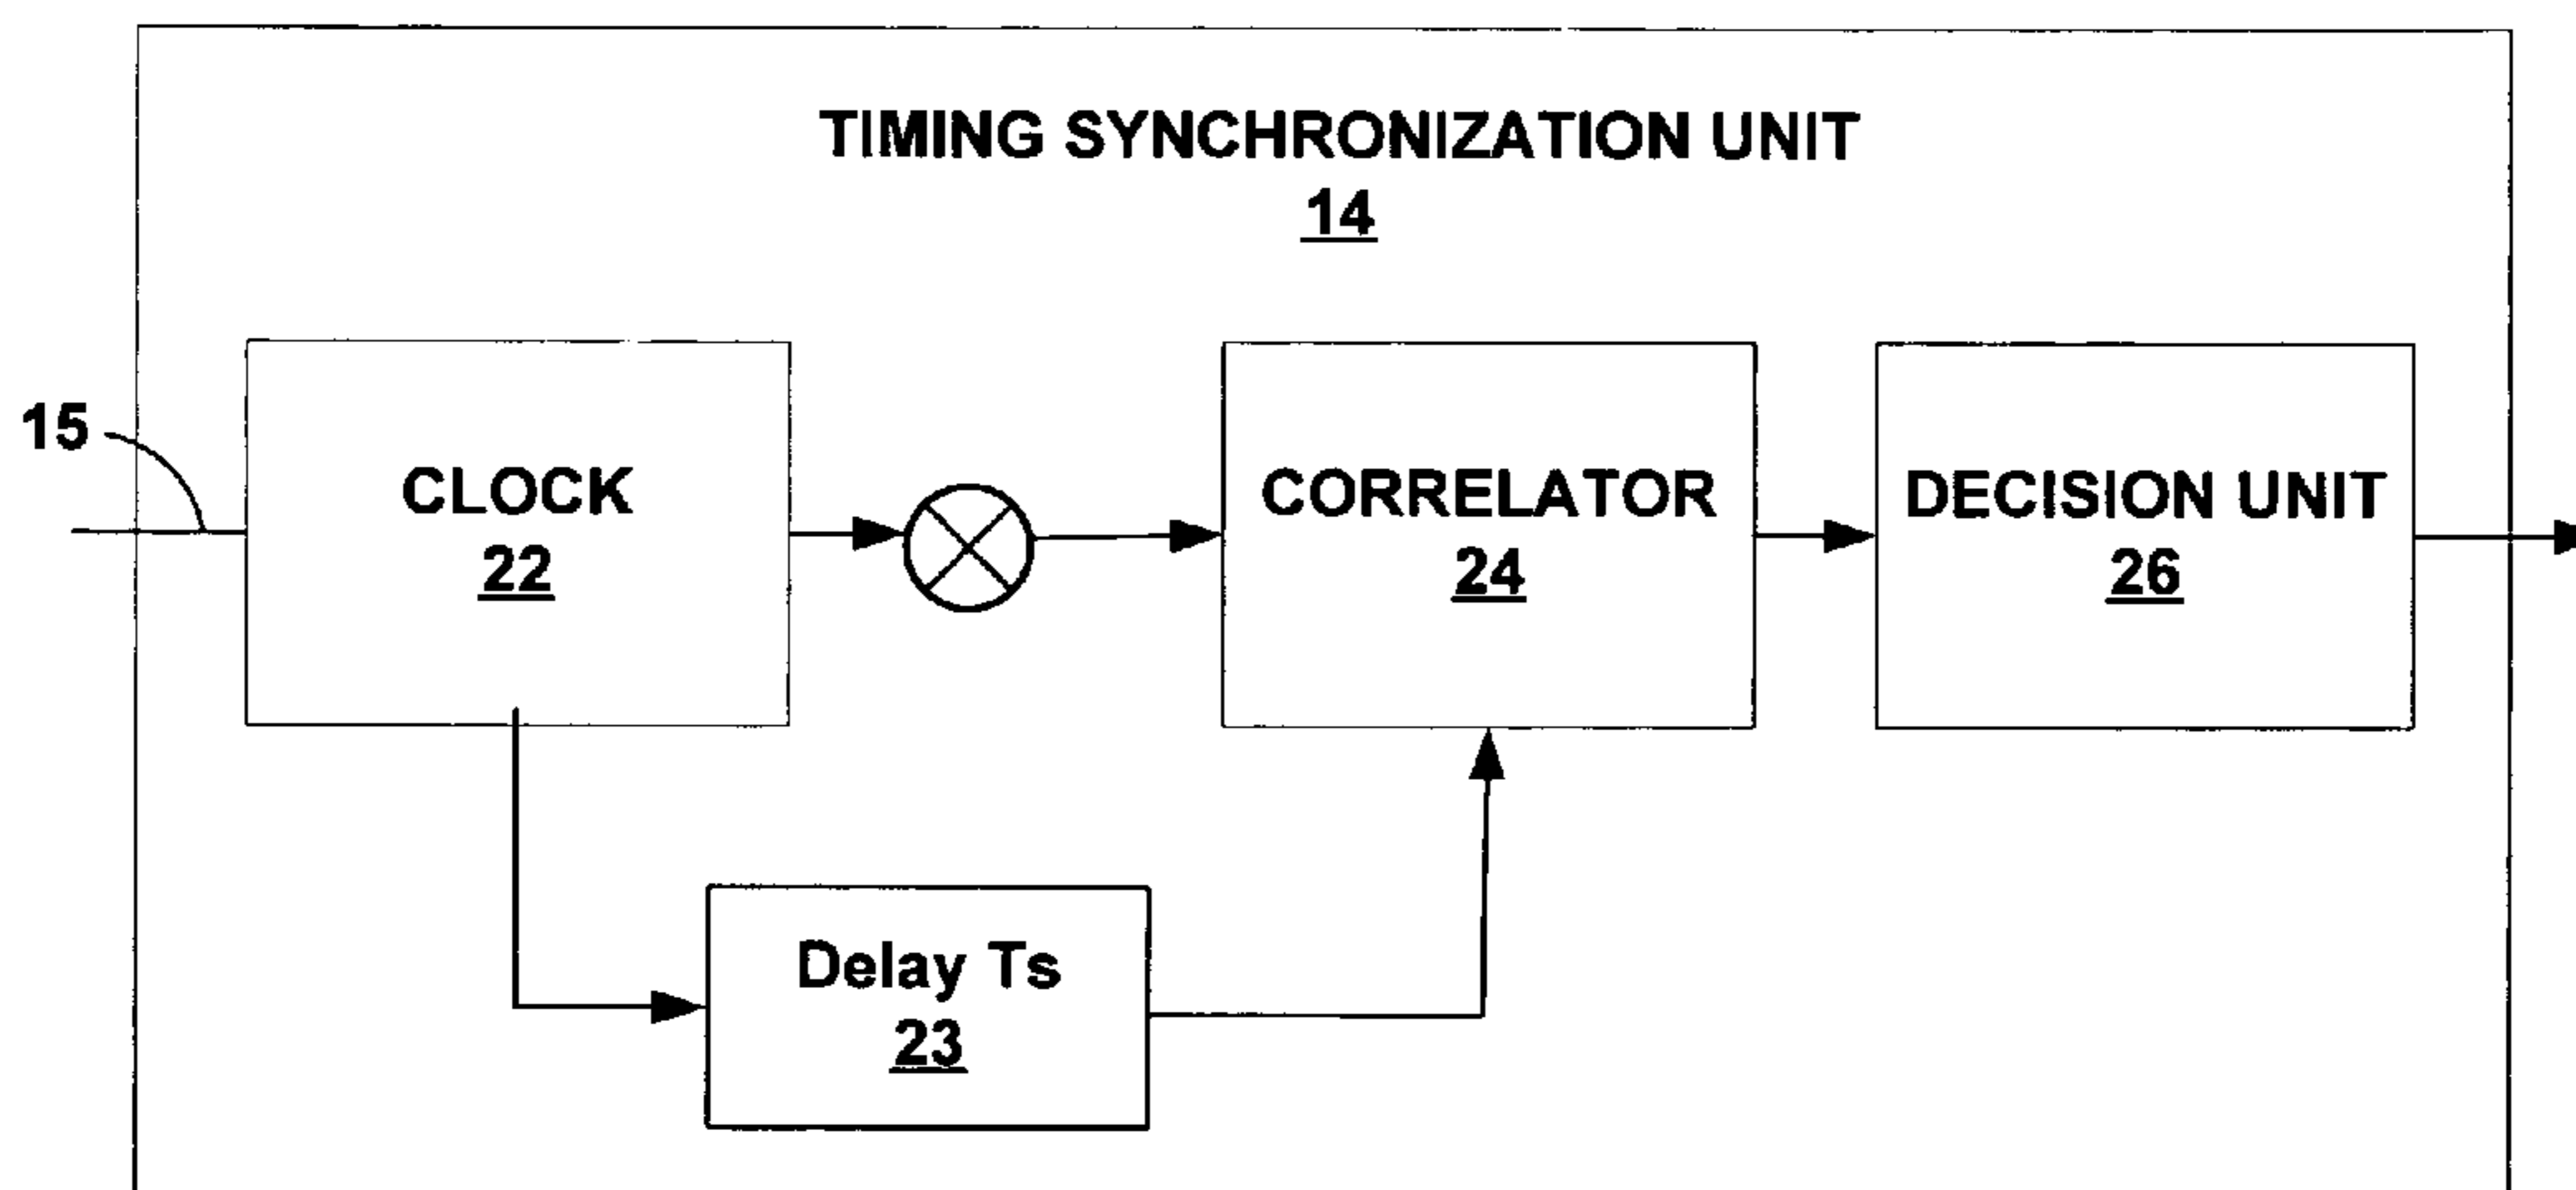 TIMING SYNCHRONIZATION UNIT
14
15
CLOCK
22
CORRELATOR
24
DECISION UNIT
26
Delay Ts
23